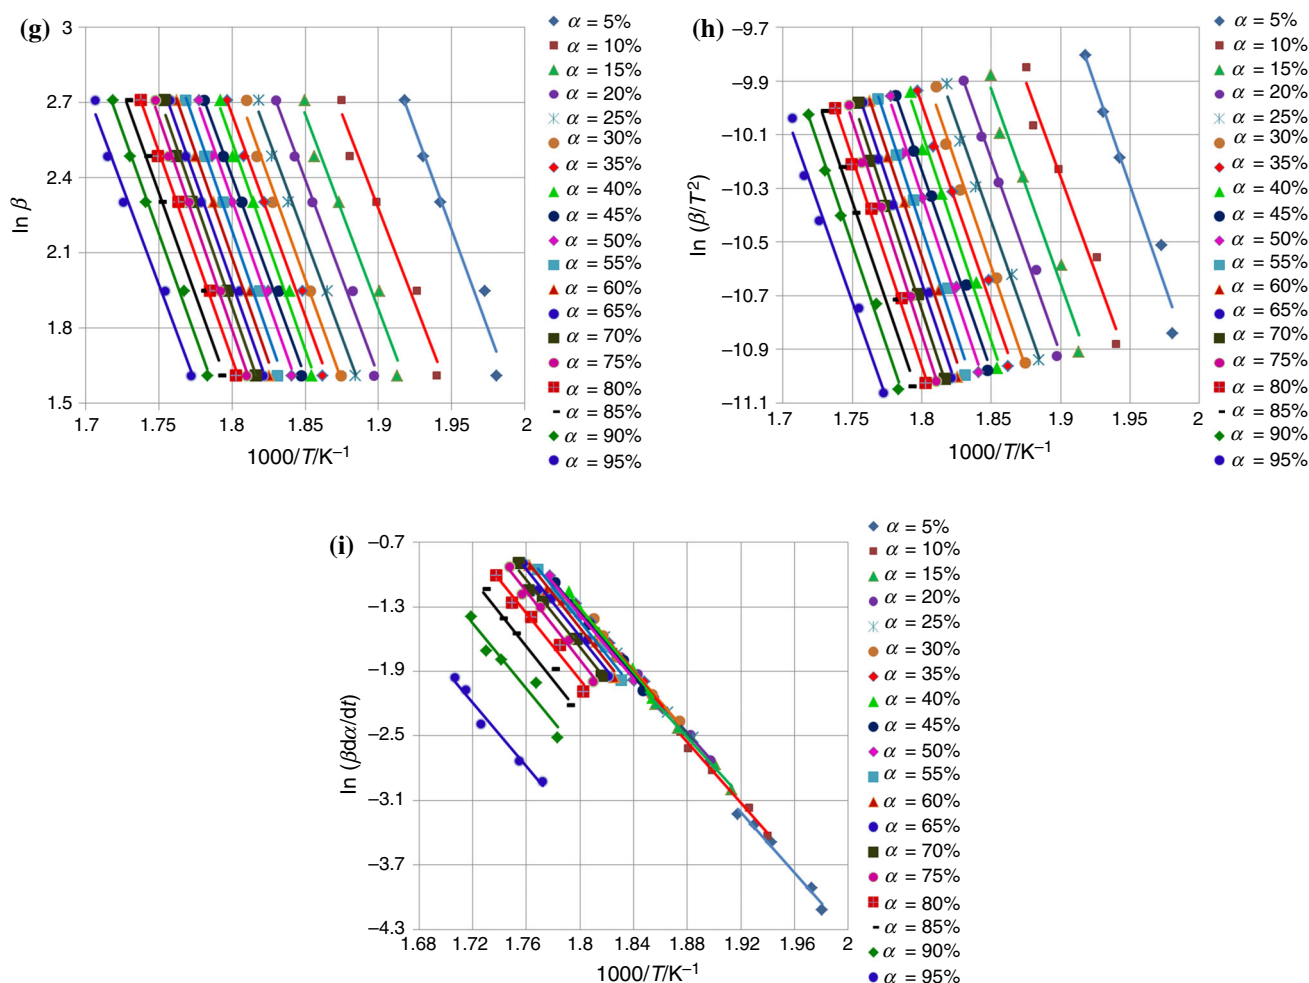 (g)
3
2.7
2.4
2.1
1.8
1.5
ln β
1.7
1.75
1.8
1.85
1.9
1.95
2
1000/T/K⁻¹
α = 5%
α = 10%
α = 15%
α = 20%
α = 25%
α = 30%
α = 35%
α = 40%
α = 45%
α = 50%
α = 55%
α = 60%
α = 65%
α = 70%
α = 75%
α = 80%
α = 85%
α = 90%
α = 95%
(h)
–9.7
–9.9
–10.1
–10.3
–10.5
–10.7
–10.9
–11.1
ln (β/T⁻²)
1.7
1.75
1.8
1.85
1.9
1.95
2
1000/T/K⁻¹
α = 5%
α = 10%
α = 15%
α = 20%
α = 25%
α = 30%
α = 35%
α = 40%
α = 45%
α = 50%
α = 55%
α = 60%
α = 65%
α = 70%
α = 75%
α = 80%
α = 85%
α = 90%
α = 95%
(i)
–0.7
–1.3
–1.9
–2.5
–3.1
–3.7
–4.3
ln (βdα/dt)
1.68
1.72
1.76
1.8
1.84
1.88
1.92
1.96
2
1000/T/K⁻¹
α = 5%
α = 10%
α = 15%
α = 20%
α = 25%
α = 30%
α = 35%
α = 40%
α = 45%
α = 50%
α = 55%
α = 60%
α = 65%
α = 70%
α = 75%
α = 80%
α = 85%
α = 90%
α = 95%